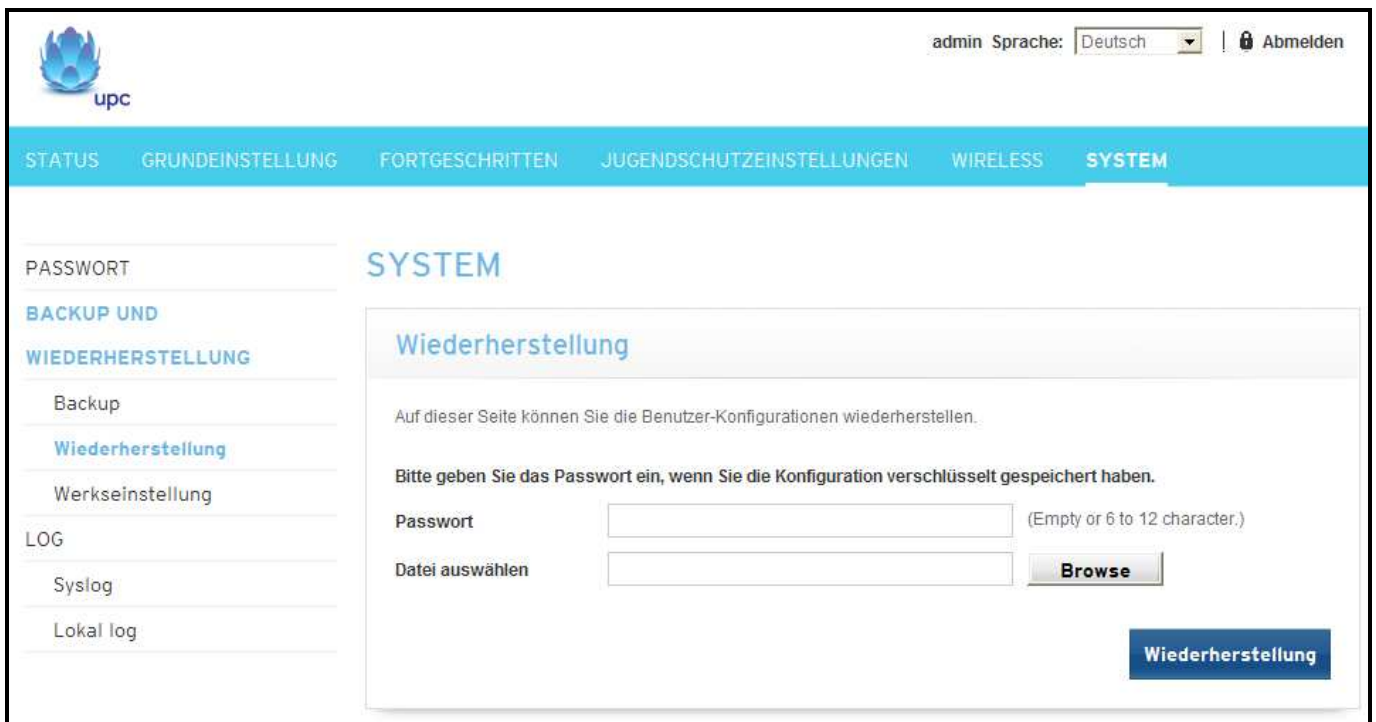 upc
admin Sprache: Deutsch | Abmelden
STATUS GRUNDEINSTELLUNG FORTGESCHRITTEN JUGENDSCHUTZEINSTELLUNGEN WIRELESS SYSTEM
PASSWORT
BACKUP UND
WIEDERHERSTELLUNG
Backup
Wiederherstellung
Werkseinstellung
LOG
Syslog
Lokal log
SYSTEM
Wiederherstellung
Auf dieser Seite können Sie die Benutzer-Konfigurationen wiederherstellen.
Bitte geben Sie das Passwort ein, wenn Sie die Konfiguration verschlüsselt gespeichert haben.
Passwort (Empty or 6 to 12 character.)
Datei auswählen Browse
Wiederherstellung